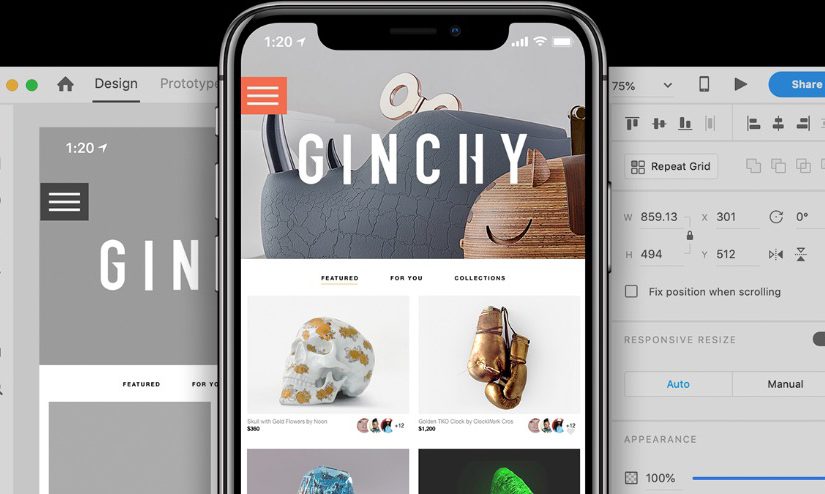 1:20
Design
Prototype
75%
Share
1:20
GINCHY
GIN
Repeat Grid
W 859.13 X 301 0°
H 494 Y 512
Fix position when scrolling
FEATURED FOR YOU COLLECTIONS
RESPONSIVE RESIZE
Auto Manual
FEATURED FOR YO
Skull with Gold Flowers by Noen +12
$360
Golden TKO Clock by ClockWerk Cros +12
$1,200
APPEARANCE
100%